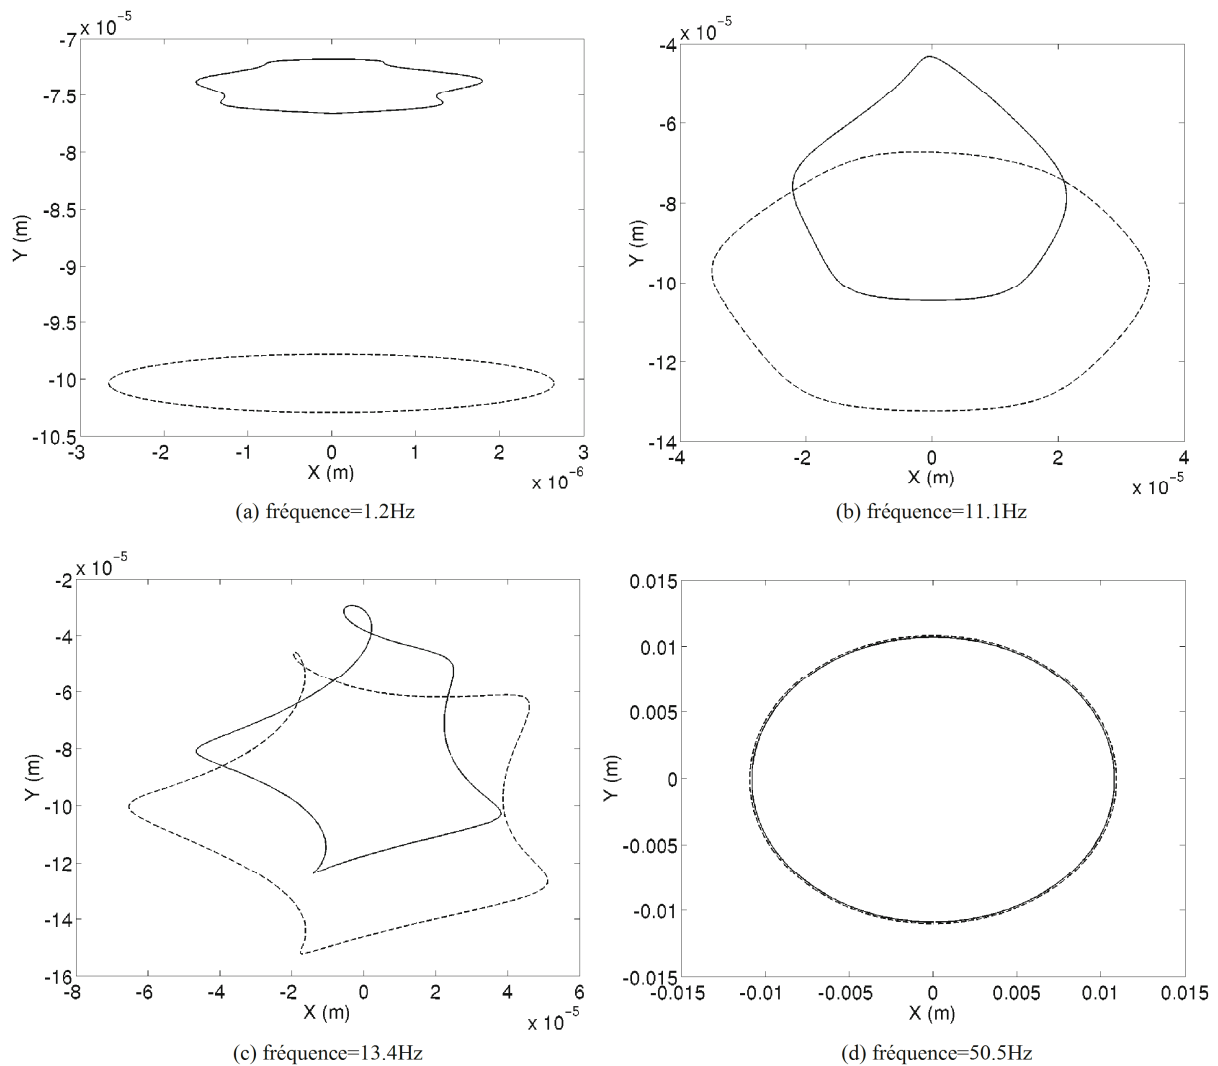 x 10⁻⁵
-7
-7.5
-8
-8.5
-9
-9.5
-10
-10.5
Y (m)
-3 -2 -1 0 1 2 3
X (m)
x 10⁻⁶
(a) fréquence=1.2Hz
x 10⁻⁵
-4
-6
-8
-10
-12
-14
Y (m)
-4 -2 0 2 4
X (m)
x 10⁻⁵
(b) fréquence=11.1Hz
x 10⁻⁵
-2
-4
-6
-8
-10
-12
-14
-16
Y (m)
-8 -6 -4 -2 0 2 4 6
X (m)
x 10⁻⁵
(c) fréquence=13.4Hz
0.015
0.01
0.005
0
-0.005
-0.01
-0.015
Y (m)
-0.015 -0.01 -0.005 0 0.005 0.01 0.015
X (m)
(d) fréquence=50.5Hz